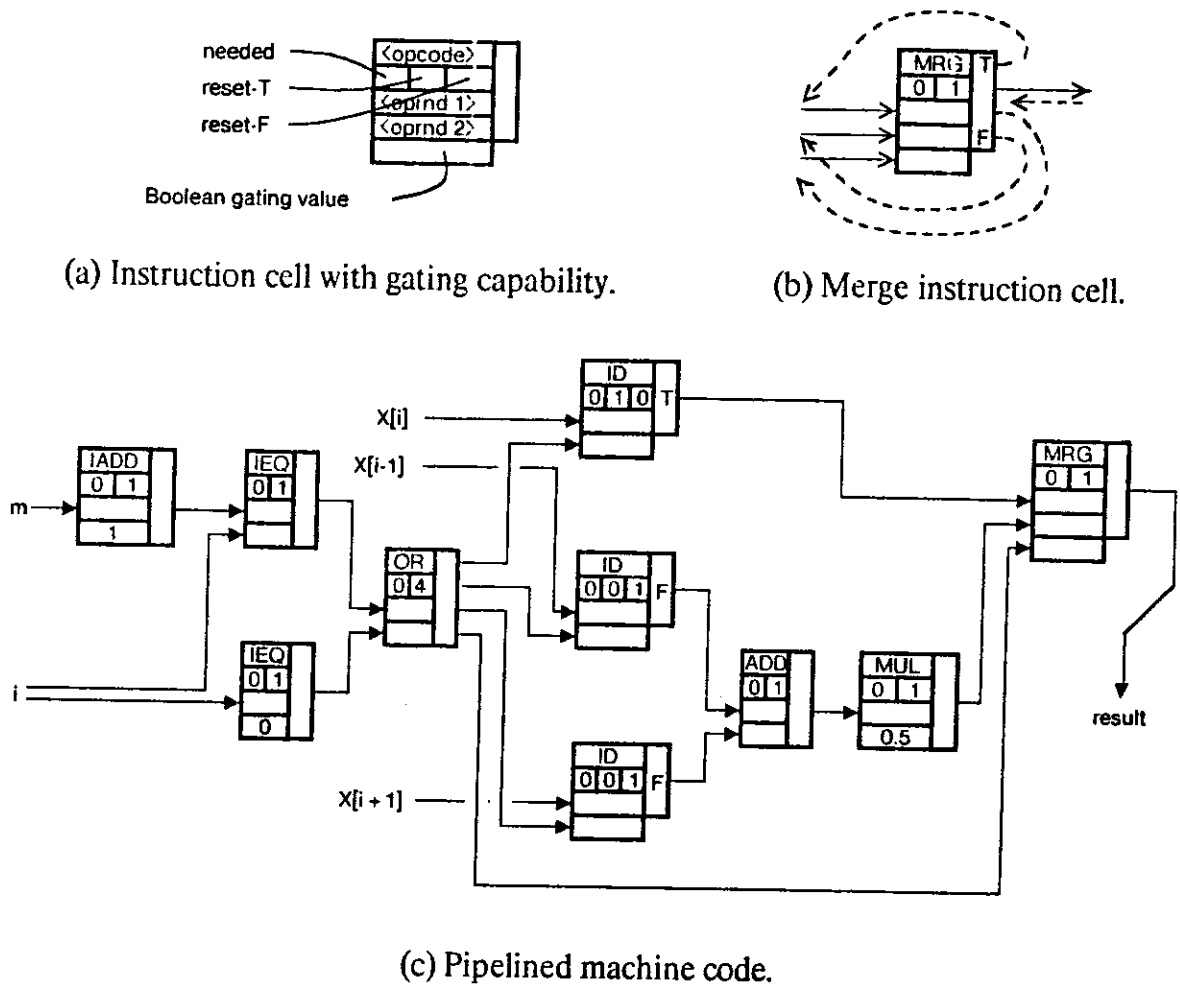 needed
reset-T
reset-F
<opcode>
<oprnd 1>
<oprnd 2>
Boolean gating value
(a) Instruction cell with gating capability.
MRG T
0 1
F
(b) Merge instruction cell.
ID
0 1 0 T
X[i]
X[i-1]
IADD
0 1
m
1
IEQ
0 1
OR
0 4
ID
0 0 1 F
MRG
0 1
IEQ
0 1
i
0
ADD
0 1
MUL
0 1
0.5
result
ID
0 0 1 F
X[i + 1]
(c) Pipelined machine code.